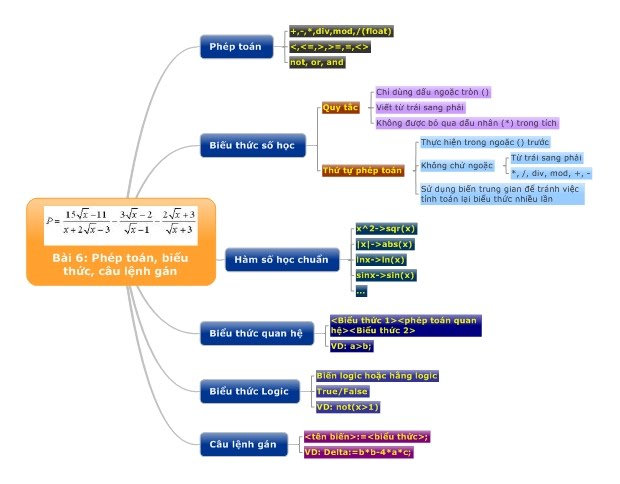 P = (15√x − 11)/(x + 2√x − 3) − (3√x − 2)/(√x − 1) − (2√x + 3)/(√x + 3)
Bài 6: Phép toán, biểu
thức, câu lệnh gán
Phép toán
+,-,*,div,mod,/(float)
<,<=,>,>=,=,<>
not, or, and
Biểu thức số học
Quy tắc
Chỉ dùng dấu ngoặc tròn ()
Viết từ trái sang phải
Không được bỏ qua dấu nhân (*) trong tích
Thứ tự phép toán
Thực hiện trong ngoặc () trước
Không chứ ngoặc
Từ trái sang phải
*, /, div, mod, +, -
Sử dụng biến trung gian để tránh việc
tính toán lại biểu thức nhiều lần
Hàm số học chuẩn
x^2->sqr(x)
|x|->abs(x)
lnx->ln(x)
sinx->sin(x)
...
Biểu thức quan hệ
<Biểu thức 1><phép toán quan
hệ><Biểu thức 2>
VD: a>b;
Biểu thức Logic
Biến logic hoặc hằng logic
True/False
VD: not(x>1)
Câu lệnh gán
<tên biến>:=<biểu thức>;
VD: Delta:=b*b-4*a*c;